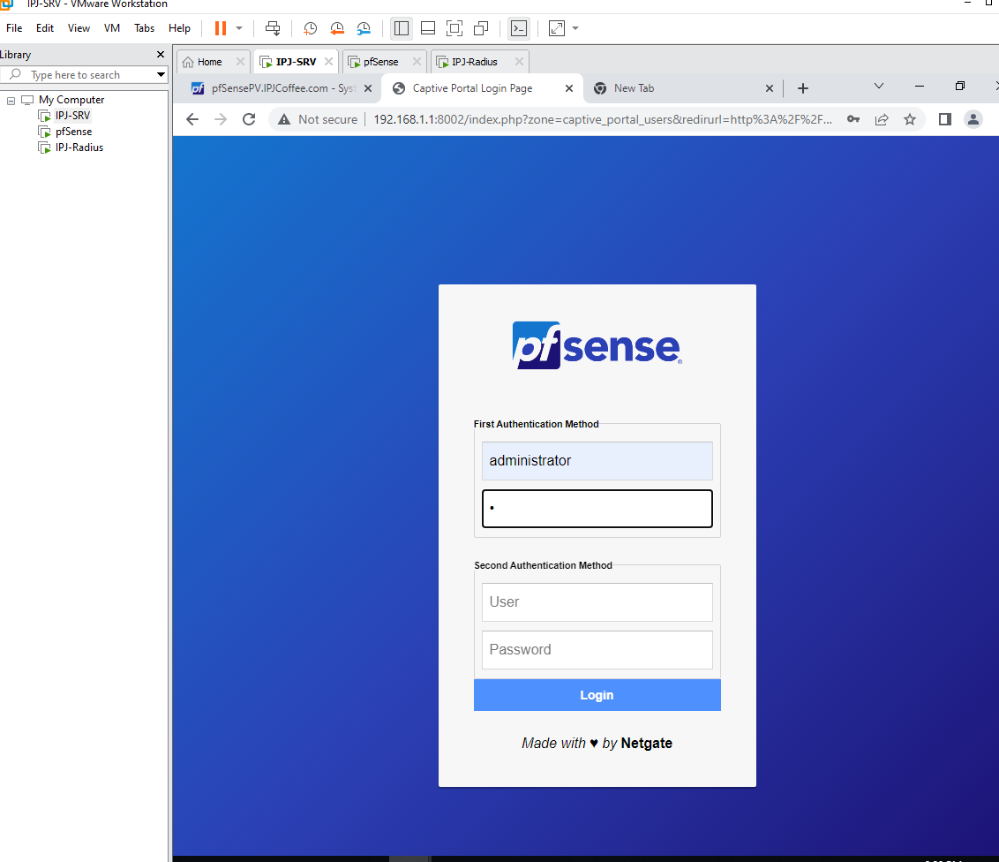 IPJ-SRV - VMware Workstation
File Edit View VM Tabs Help
Library
Type here to search
My Computer
IPJ-SRV
pfSense
IPJ-Radius
Home IPJ-SRV pfSense IPJ-Radius
pf pfSensePV.IPJCoffee.com - Syst Captive Portal Login Page New Tab
Not secure 192.168.1.1:8002/index.php?zone=captive_portal_users&redirurl=http%3A%2F%2F...
pfsense
First Authentication Method
administrator
Second Authentication Method
User
Password
Login
Made with ♥ by Netgate